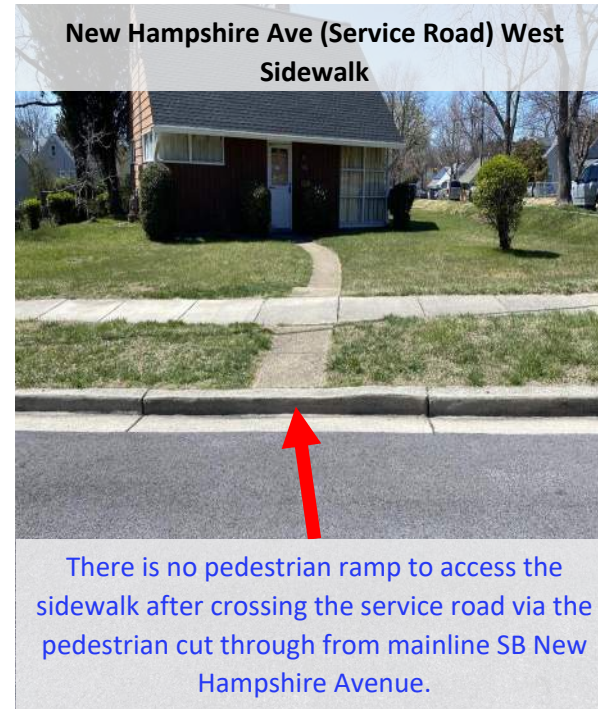 New Hampshire Ave (Service Road) West
Sidewalk
There is no pedestrian ramp to access the
sidewalk after crossing the service road via the
pedestrian cut through from mainline SB New
Hampshire Avenue.